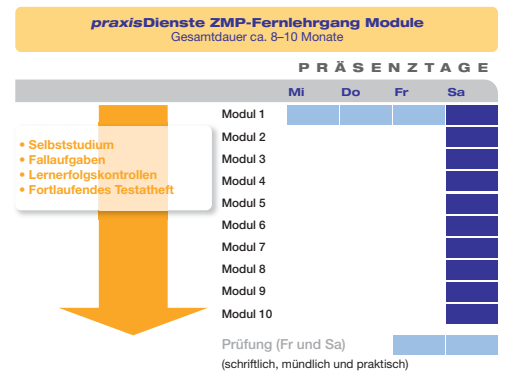 praxisDienste ZMP-Fernlehrgang Module
Gesamtdauer ca. 8–10 Monate
PRÄSENZTAGE
Mi Do Fr Sa
Modul 1
• Selbststudium
• Fallaufgaben
• Lernerfolgskontrollen
• Fortlaufendes Testatheft
Modul 2
Modul 3
Modul 4
Modul 5
Modul 6
Modul 7
Modul 8
Modul 9
Modul 10
Prüfung (Fr und Sa)
(schriftlich, mündlich und praktisch)